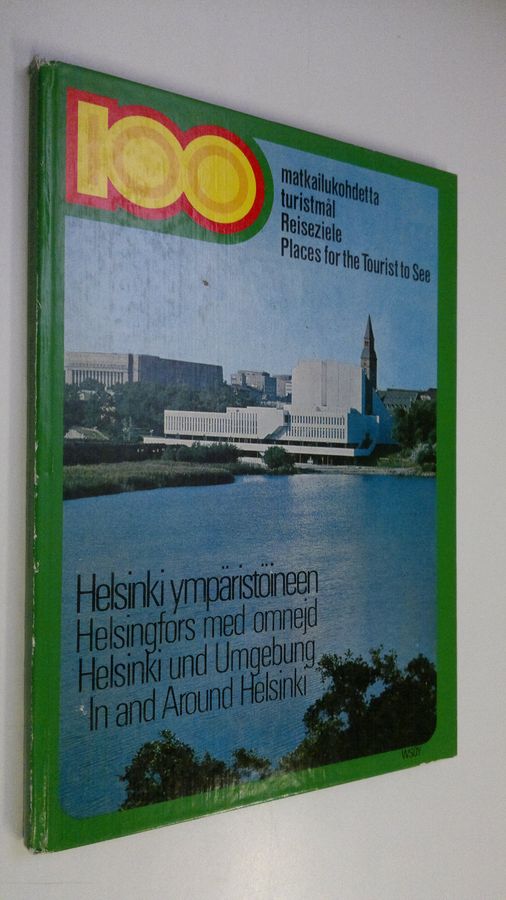 100
matkailukohdetta
turistmål
Reiseziele
Places for the Tourist to See
Helsinki ympäristöineen
Helsingfors med omnejd
Helsinki und Umgebung
In and Around Helsinki
WSOY